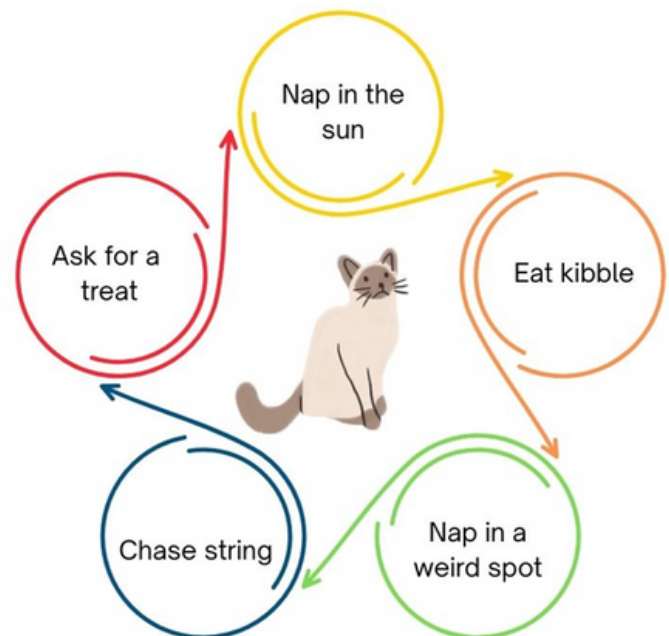 Nap in the
sun
Eat kibble
Nap in a
weird spot
Chase string
Ask for a
treat